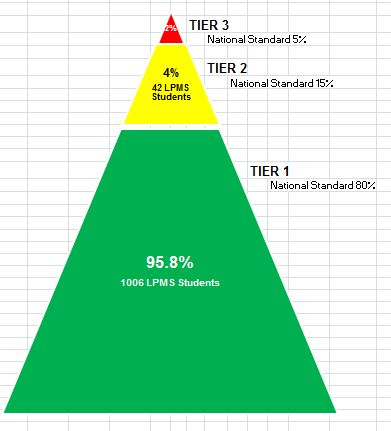 TIER 3
National Standard 5%
TIER 2
National Standard 15%
4%
42 LPMS
Students
TIER 1
National Standard 80%
95.8%
1006 LPMS Students